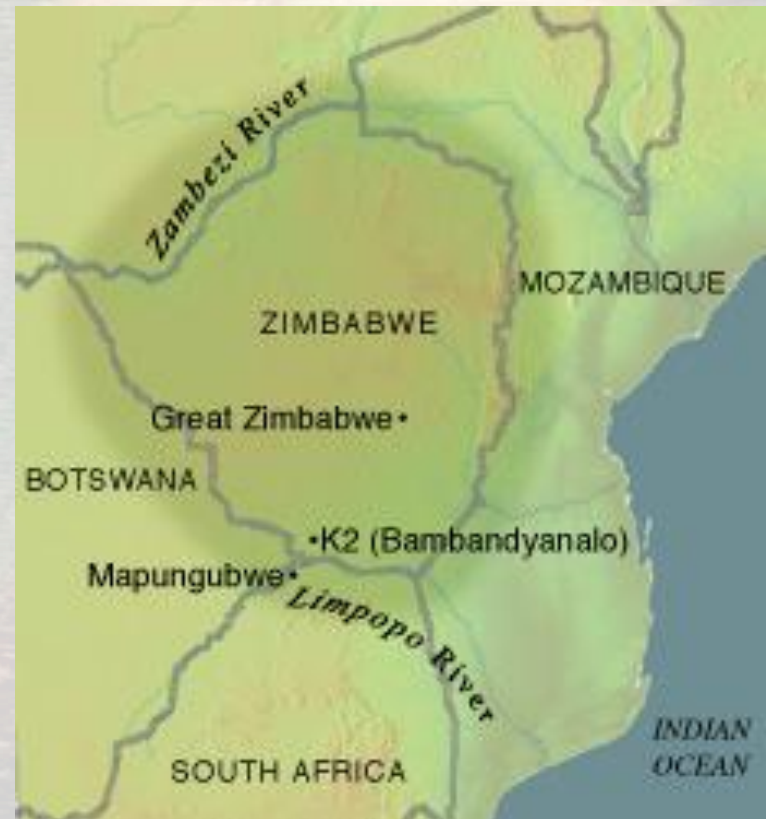 Zambezi River
MOZAMBIQUE
ZIMBABWE
Great Zimbabwe
BOTSWANA
K2 (Bambandyanalo)
Mapungubwe
Limpopo River
INDIAN
OCEAN
SOUTH AFRICA